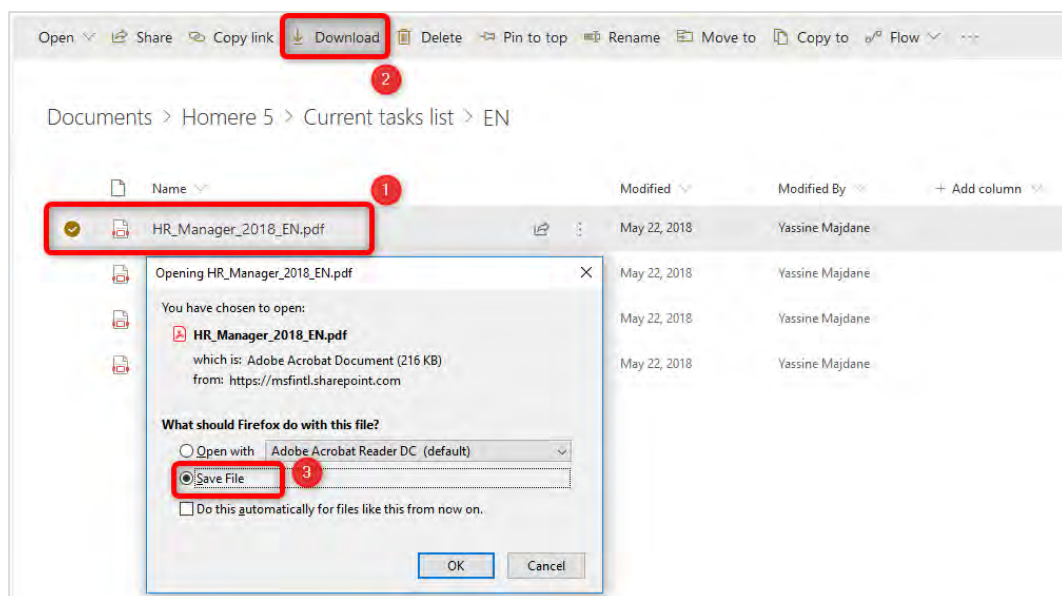 Open Share Copy link Download Delete Pin to top Rename Move to Copy to Flow ...
2
Documents > Homere 5 > Current tasks list > EN
Name Modified Modified By + Add column
1
HR_Manager_2018_EN.pdf May 22, 2018 Yassine Majdane
May 22, 2018 Yassine Majdane
May 22, 2018 Yassine Majdane
May 22, 2018 Yassine Majdane
Opening HR_Manager_2018_EN.pdf
You have chosen to open:
HR_Manager_2018_EN.pdf
which is: Adobe Acrobat Document (216 KB)
from: https://msfintl.sharepoint.com
What should Firefox do with this file?
Open with Adobe Acrobat Reader DC (default)
Save File
3
Do this automatically for files like this from now on.
OK Cancel